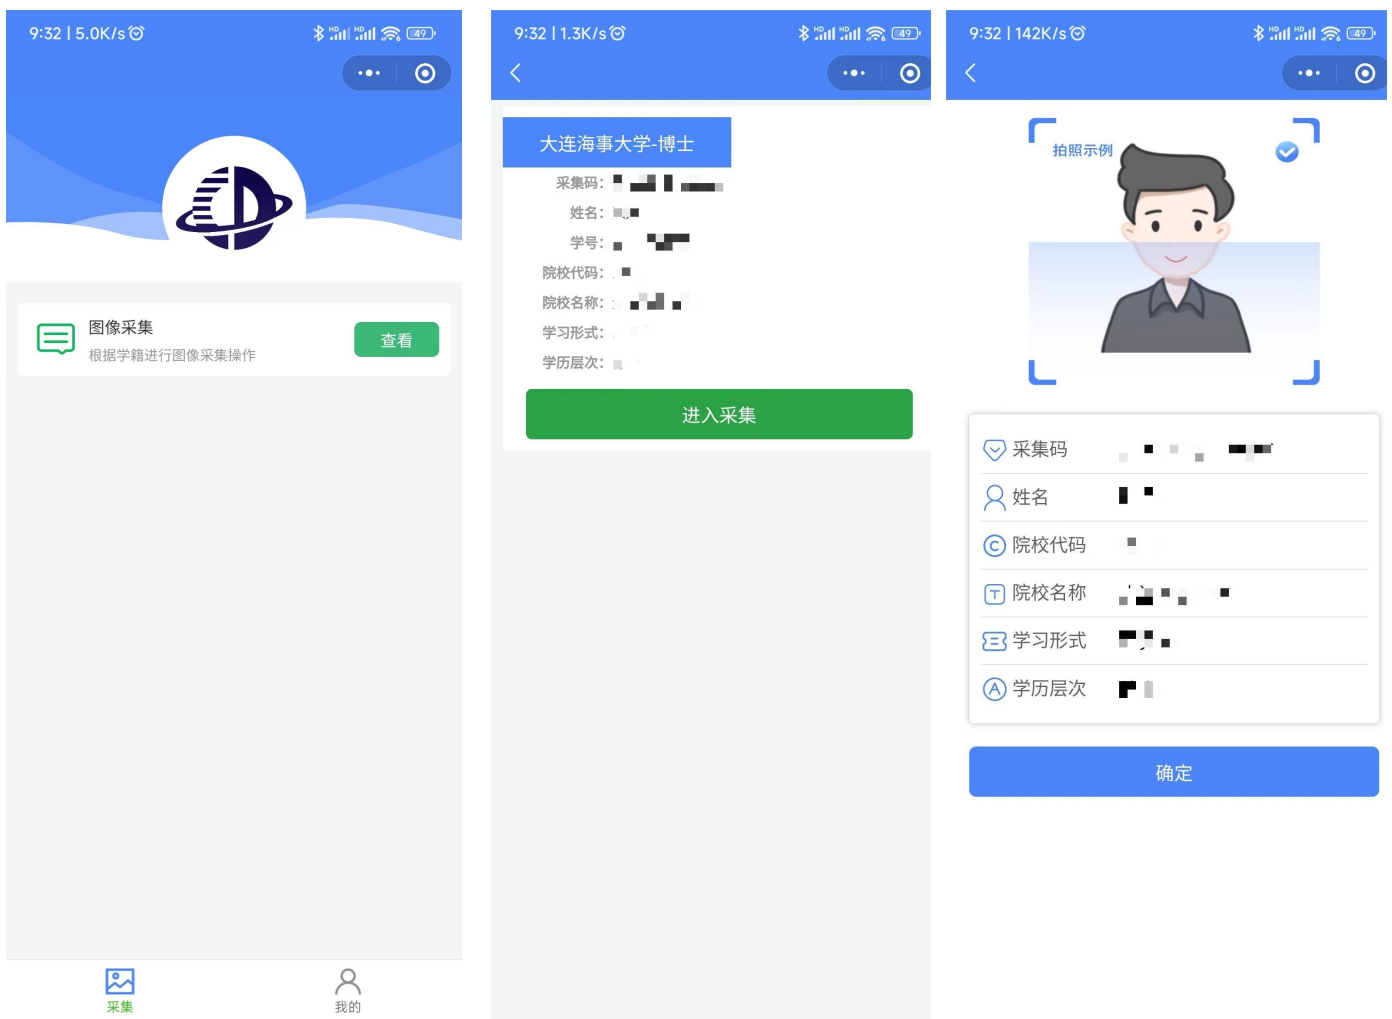 9:32 | 5.0K/s
49
图像采集
根据学籍进行图像采集操作
查看
采集
我的
9:32 | 1.3K/s
49
大连海事大学-博士
采集码:
姓名:
学号:
院校代码:
院校名称:
学习形式:
学历层次:
进入采集
9:32 | 142K/s
49
拍照示例
采集码
姓名
院校代码
院校名称
学习形式
学历层次
确定